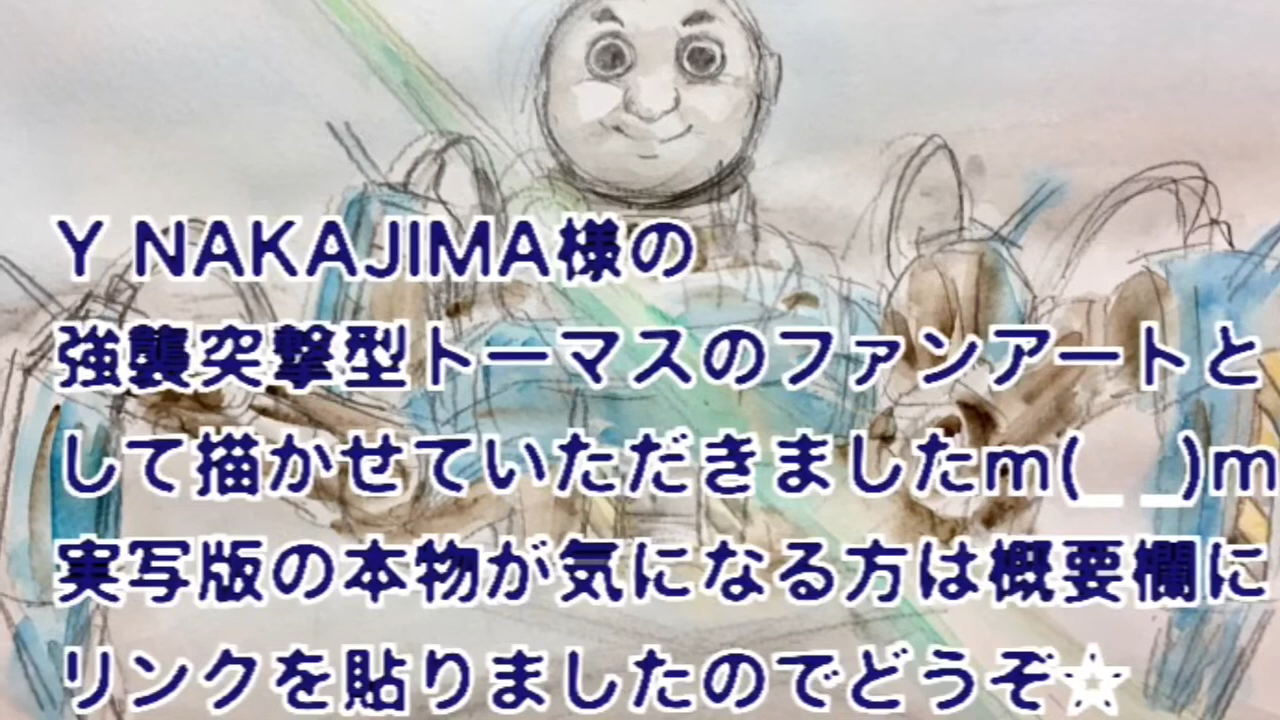 Y NAKAJIMA様の
強襲突撃型トーマスのファンアートと
して描かせていただきましたm(_ _)m
実写版の本物が気になる方は概要欄に
リンクを貼りましたのでどうぞ☆